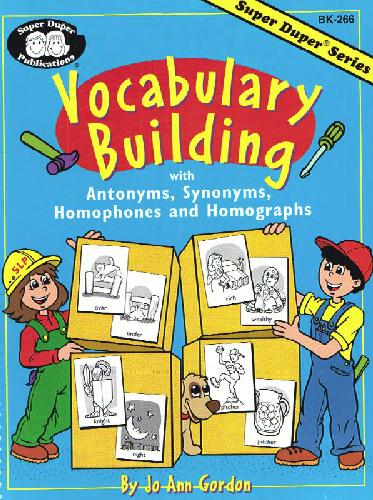 Super Duper®
Publications
BK-266
Super Duper® Series
Vocabulary
Building
with
Antonyms, Synonyms,
Homophones and Homographs
SLP
over
under
rich
wealthy
knight
night
pitcher
pitcher
By Jo Ann Gordon